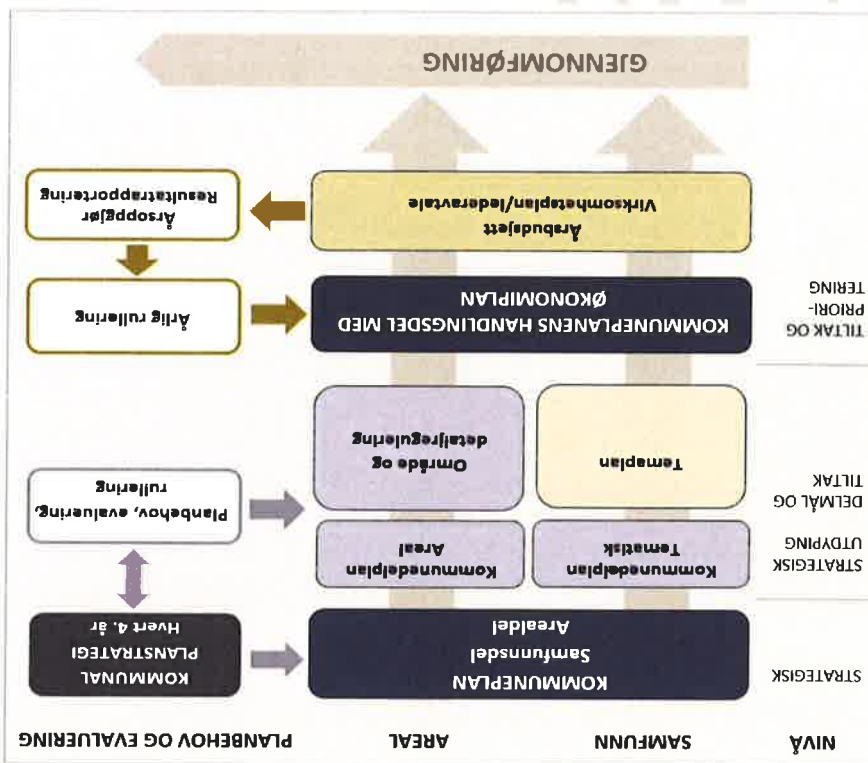 NIVÅ
SAMFUNN
AREAL
PLANBEHOV OG EVALUERING
STRATEGISK
KOMMUNEPLAN
Samfunnsdel
Arealdel
KOMMUNAL
PLANSTRATEGI
Hvert 4. år
STRATEGISK
UTDYPING
Kommunedelplan
Tematisk
Kommunedelplan
Areal
DELMÅL OG
TILTAK
Temaplan
Område og
detaljregulering
Planbehov, evaluering,
rullering
TILTAK OG
PRIORI-
TERING
KOMMUNEPLANENS HANDLINGSDEL MED
ØKONOMIPLAN
Årlig rullering
Årsbudsjett
Virksomhetsplan/lederavtale
Årsoppgjør
Resultatrapportering
GJENNOMFØRING